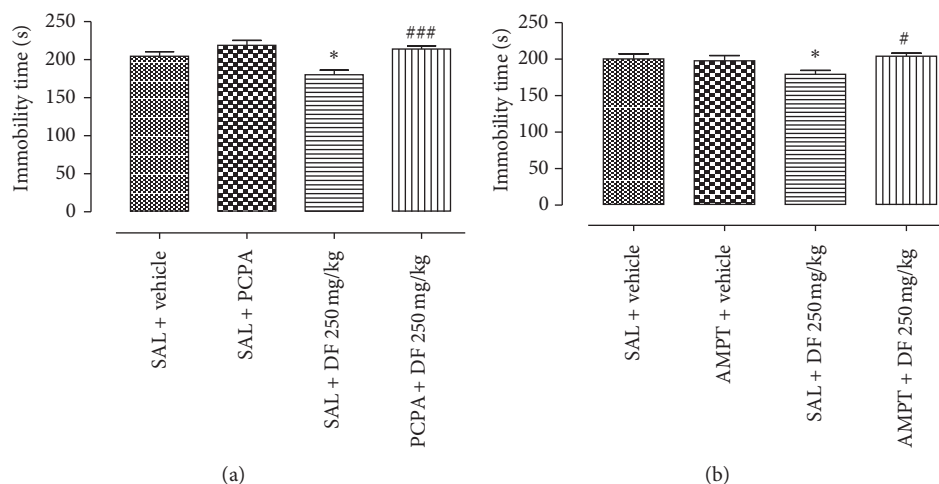 Immobility time (s)
250
200
150
100
50
0
*
###
SAL + vehicle
SAL + PCPA
SAL + DF 250 mg/kg
PCPA + DF 250 mg/kg
(a)
Immobility time (s)
250
200
150
100
50
0
*
#
SAL + vehicle
AMPT + vehicle
SAL + DF 250 mg/kg
AMPT + DF 250 mg/kg
(b)